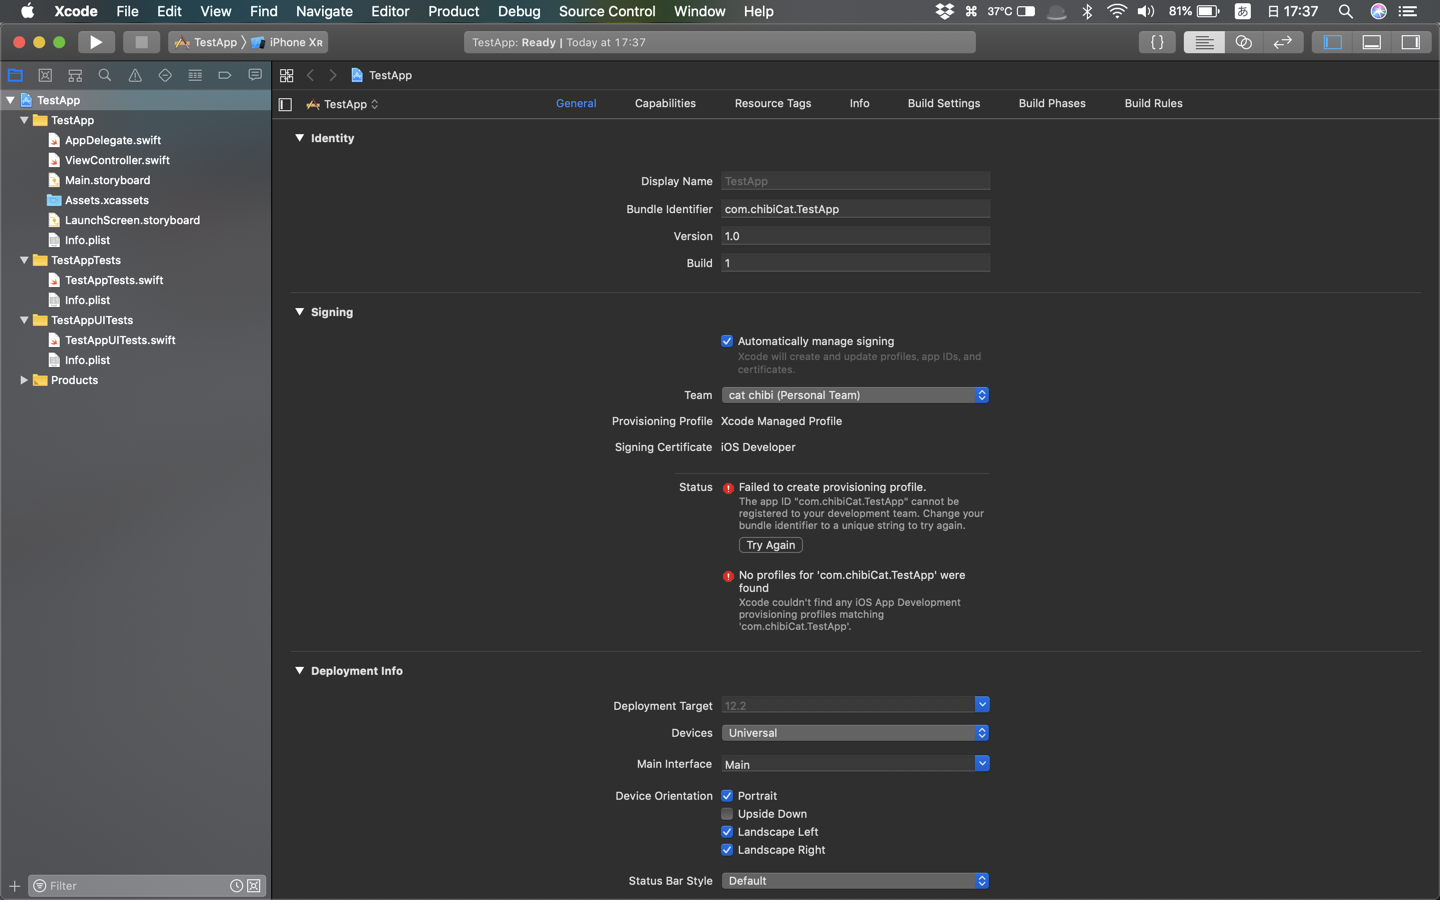 Xcode File Edit View Find Navigate Editor Product Debug Source Control Window Help 37°C 81% あ 日 17:37
TestApp iPhone XR TestApp: Ready | Today at 17:37 { }
TestApp
TestApp General Capabilities Resource Tags Info Build Settings Build Phases Build Rules
TestApp
TestApp
AppDelegate.swift
ViewController.swift
Main.storyboard
Assets.xcassets
LaunchScreen.storyboard
Info.plist
TestAppTests
TestAppTests.swift
Info.plist
TestAppUITests
TestAppUITests.swift
Info.plist
Products
Filter
Identity
Display Name TestApp
Bundle Identifier com.chibiCat.TestApp
Version 1.0
Build 1
Signing
Automatically manage signing
Xcode will create and update profiles, app IDs, and
certificates.
Team cat chibi (Personal Team)
Provisioning Profile Xcode Managed Profile
Signing Certificate iOS Developer
Status Failed to create provisioning profile.
The app ID "com.chibiCat.TestApp" cannot be
registered to your development team. Change your
bundle identifier to a unique string to try again.
Try Again
No profiles for 'com.chibiCat.TestApp' were
found
Xcode couldn't find any iOS App Development
provisioning profiles matching
'com.chibiCat.TestApp'.
Deployment Info
Deployment Target 12.2
Devices Universal
Main Interface Main
Device Orientation Portrait
Upside Down
Landscape Left
Landscape Right
Status Bar Style Default